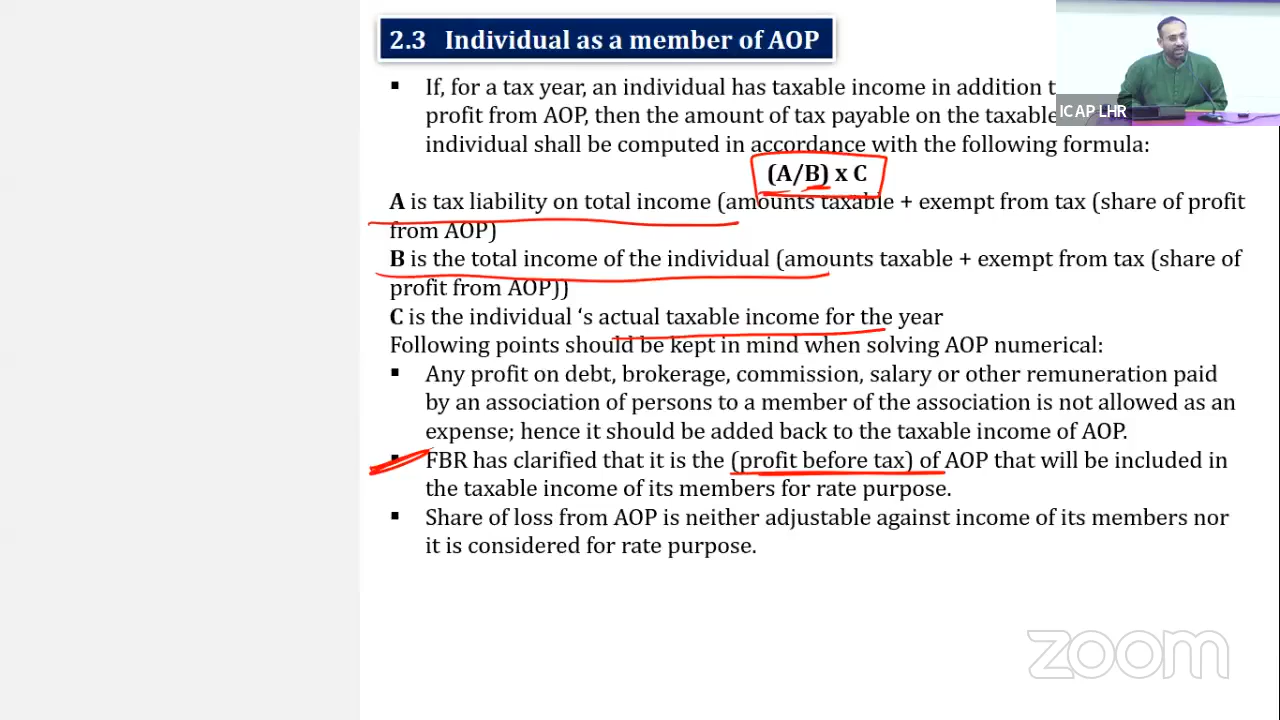 2.3 Individual as a member of AOP
▪ If, for a tax year, an individual has taxable income in addition
profit from AOP, then the amount of tax payable on the taxable
individual shall be computed in accordance with the following formula:
(A/B) x C
A is tax liability on total income (amounts taxable + exempt from tax (share of profit
from AOP)
B is the total income of the individual (amounts taxable + exempt from tax (share of
profit from AOP))
C is the individual ‘s actual taxable income for the year
Following points should be kept in mind when solving AOP numerical:
▪ Any profit on debt, brokerage, commission, salary or other remuneration paid
by an association of persons to a member of the association is not allowed as an
expense; hence it should be added back to the taxable income of AOP.
▪ FBR has clarified that it is the (profit before tax) of AOP that will be included in
the taxable income of its members for rate purpose.
▪ Share of loss from AOP is neither adjustable against income of its members nor
it is considered for rate purpose.
ICAP LHR
zoom